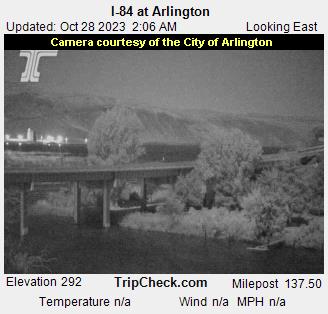 I-84 at Arlington
Updated: Oct 28 2023 2:06 AM Looking East
Camera courtesy of the City of Arlington
Elevation 292 TripCheck.com Milepost 137.50
Temperature n/a Wind n/a MPH n/a